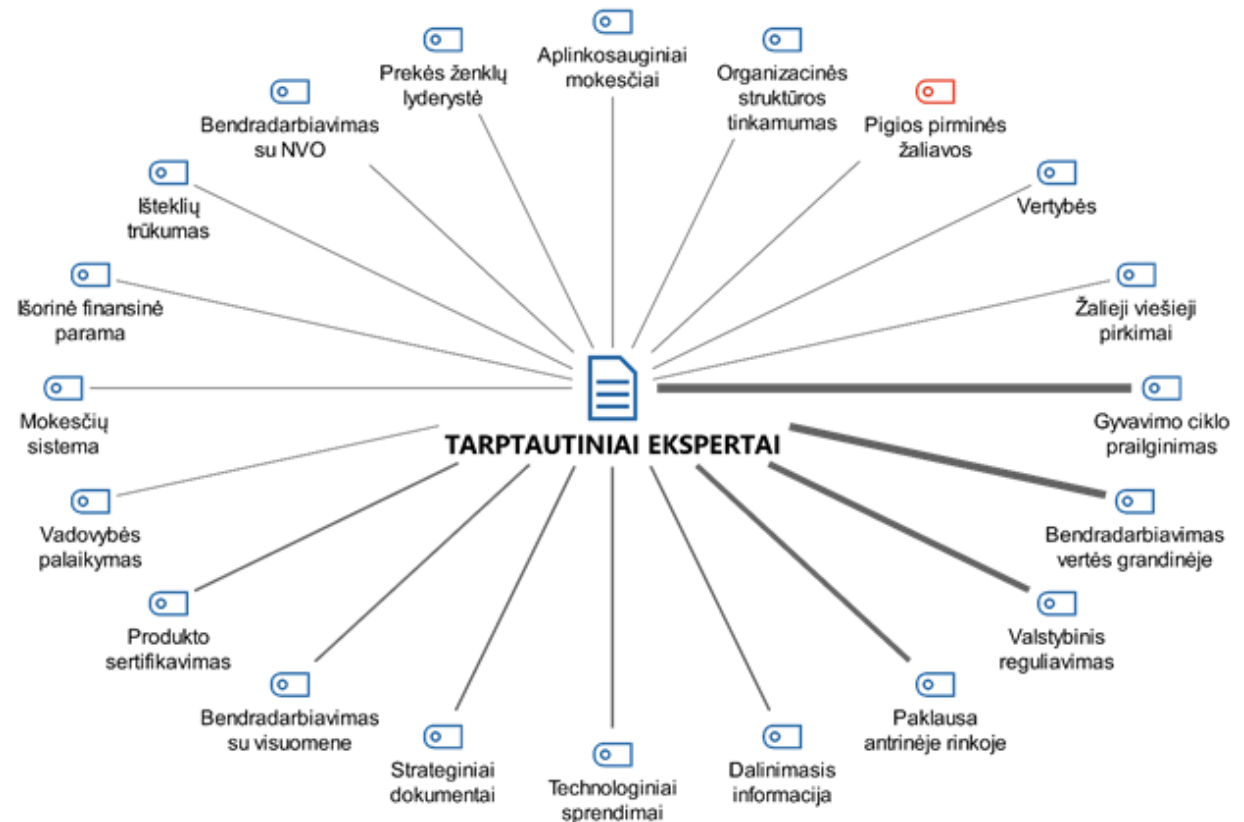 Aplinkosauginiai
mokesčiai
Organizacinės
struktūros
tinkamumas
Pigios pirminės
žaliavos
Vertybės
Žalieji viešieji
pirkimai
Gyvavimo ciklo
prailginimas
Bendradarbiavimas
vertės grandinėje
Valstybinis
reguliavimas
Paklausa
antrinėje rinkoje
Dalinimasis
informacija
Technologiniai
sprendimai
Strateginiai
dokumentai
Bendradarbiavimas
su visuomene
Produkto
sertifikavimas
Vadovybės
palaikymas
Mokesčių
sistema
Išorinė finansinė
parama
Išteklių
trūkumas
Bendradarbiavimas
su NVO
Prekės ženklų
lyderystė
TARPTAUTINIAI EKSPERTAI